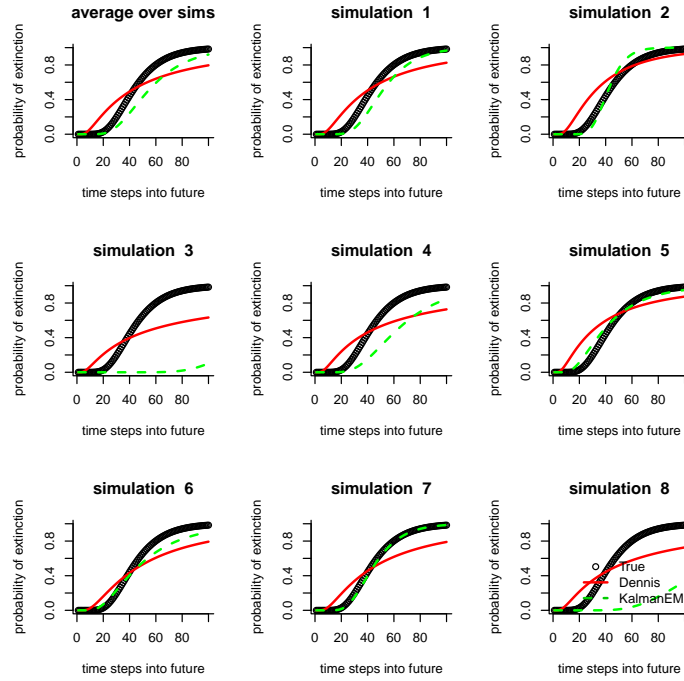 average over sims
probability of extinction
0.0 0.4 0.8
0 20 40 60 80
time steps into future
simulation 1
probability of extinction
0.0 0.4 0.8
0 20 40 60 80
time steps into future
simulation 2
probability of extinction
0.0 0.4 0.8
0 20 40 60 80
time steps into future
simulation 3
probability of extinction
0.0 0.4 0.8
0 20 40 60 80
time steps into future
simulation 4
probability of extinction
0.0 0.4 0.8
0 20 40 60 80
time steps into future
simulation 5
probability of extinction
0.0 0.4 0.8
0 20 40 60 80
time steps into future
simulation 6
probability of extinction
0.0 0.4 0.8
0 20 40 60 80
time steps into future
simulation 7
probability of extinction
0.0 0.4 0.8
0 20 40 60 80
time steps into future
simulation 8
probability of extinction
0.0 0.4 0.8
True
Dennis
KalmanEM
0 20 40 60 80
time steps into future